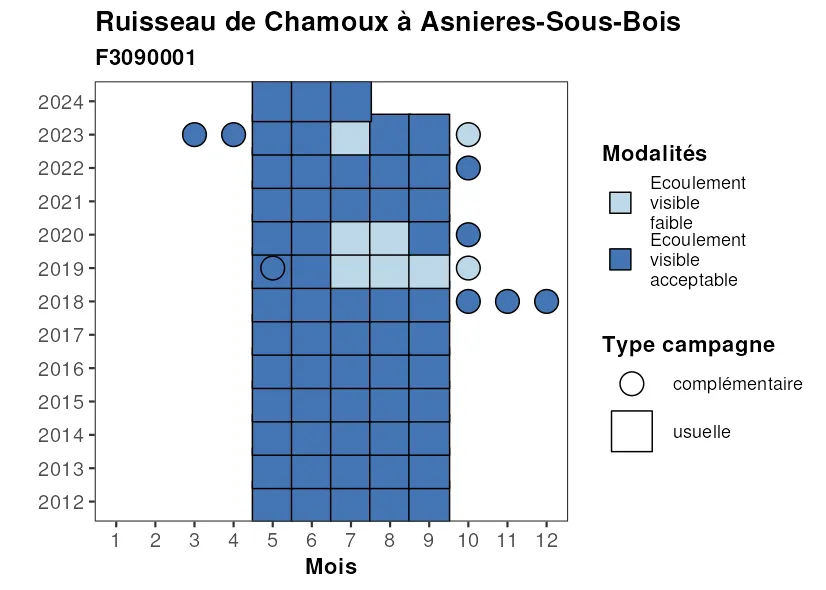 Ruisseau de Chamoux à Asnieres-Sous-Bois
F3090001
2024
2023
2022
2021
2020
2019
2018
2017
2016
2015
2014
2013
2012
1 2 3 4 5 6 7 8 9 10 11 12
Mois
Modalités
Ecoulement
visible
faible
Ecoulement
visible
acceptable
Type campagne
complémentaire
usuelle